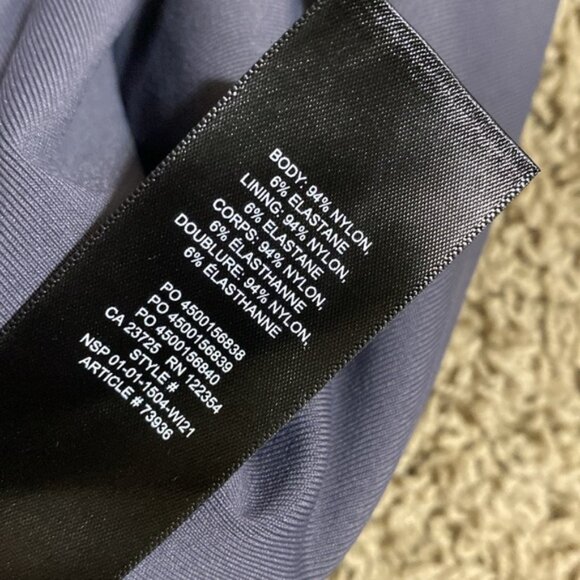 BODY: 94% NYLON,
6% ELASTANE
LINING: 94% NYLON,
6% ELASTANE
CORPS: 94% NYLON,
6% ÉLASTHANNE
DOUBLURE: 94% NYLON,
6% ÉLASTHANNE
PO 4500156838
PO 4500156839
PO 4500156840
CA 23725 RN 122354
STYLE #
NSP 01-01-1504-WI21
ARTICLE # 73936